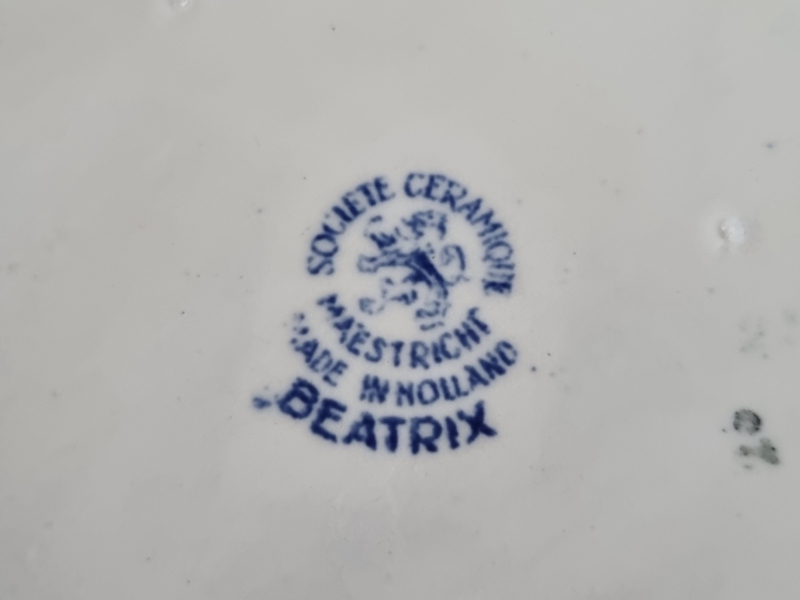 SOCIETE CERAMIQUE
MAESTRICHT
MADE IN HOLLAND
BEATRIX